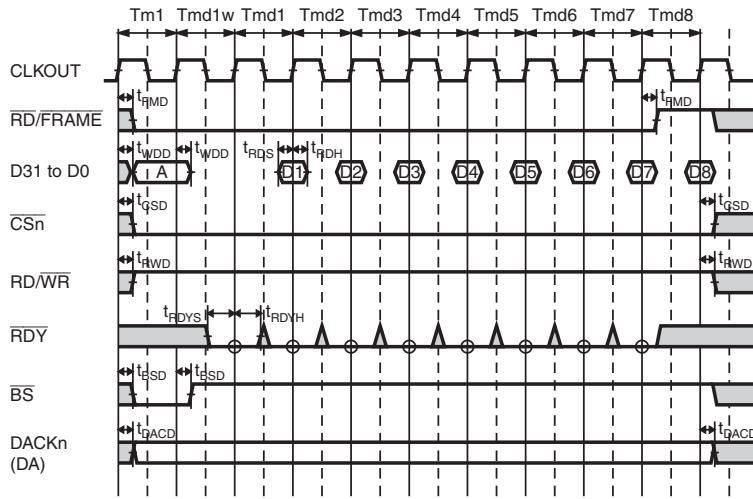 Tm1 Tmd1w Tmd1 Tmd2 Tmd3 Tmd4 Tmd5 Tmd6 Tmd7 Tmd8
CLKOUT
tFMD tFMD
RD/FRAME
tWDD tWDD tRDS tRDH
D31 to D0 A D1 D2 D3 D4 D5 D6 D7 D8
tCSD tCSD
CSn
tRWD tRWD
RD/WR
tRDYS tRDYH
RDY
tBSD tBSD
BS
tDACD tDACD
DACKn
(DA)